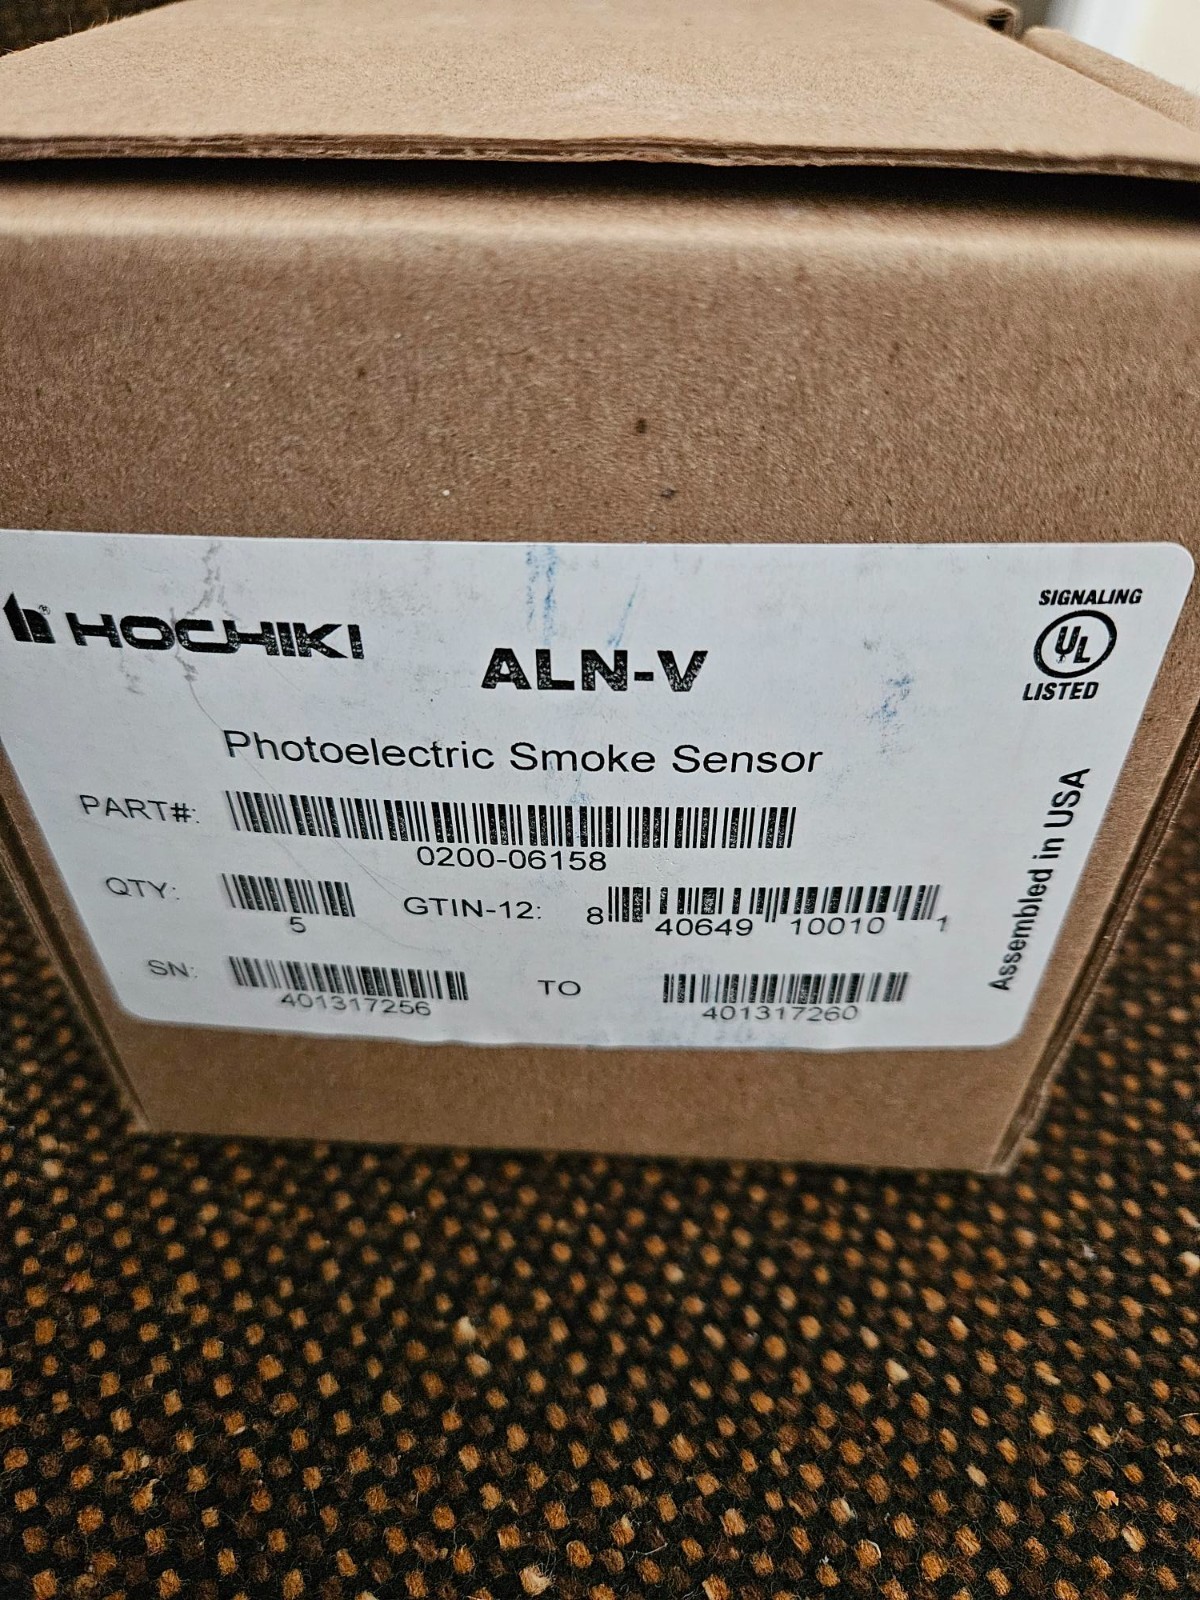 HOCHIKI
ALN-V
SIGNALING
UL
LISTED
Photoelectric Smoke Sensor
PART#:
0200-06158
QTY:
5
GTIN-12:
8 40649 10010 1
SN:
401317256
TO
401317260
Assembled in USA